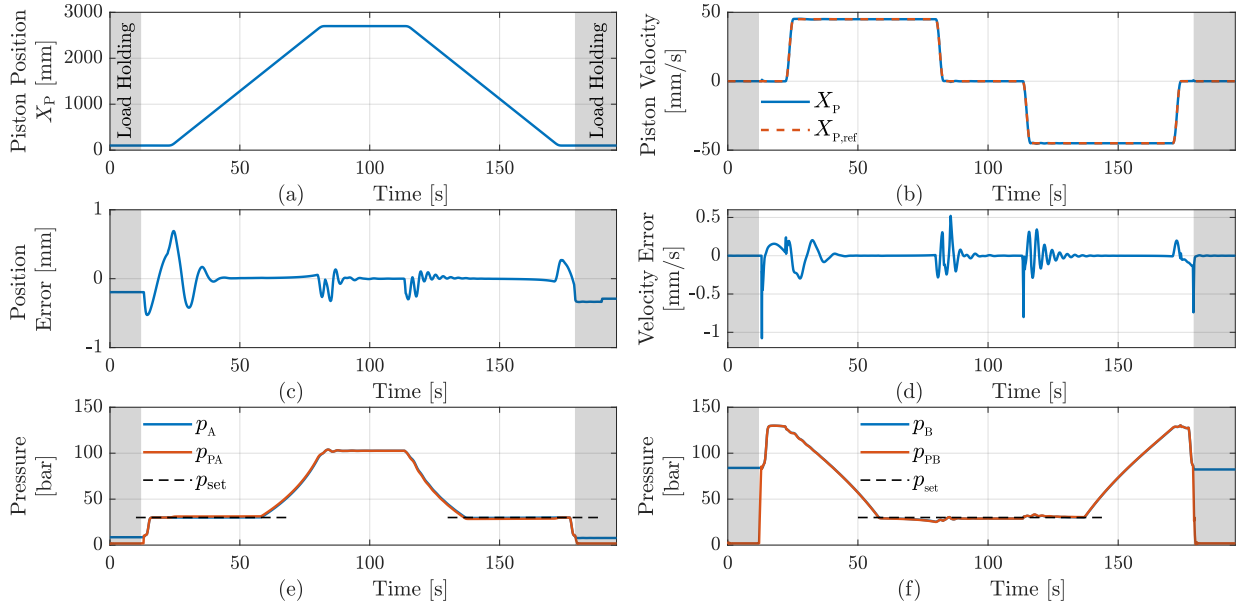 3000
2000
1000
0
Piston Position
X_P [mm]
Load Holding
Load Holding
0
50
100
150
Time [s]
(a)
50
0
-50
Piston Velocity
[mm/s]
X_P
X_P,ref
0
50
100
150
Time [s]
(b)
1
0
-1
Position
Error [mm]
0
50
100
150
Time [s]
(c)
0.5
0
-0.5
-1
Velocity Error
[mm/s]
0
50
100
150
Time [s]
(d)
150
100
50
0
Pressure
[bar]
p_A
p_PA
p_set
0
50
100
150
Time [s]
(e)
150
100
50
0
Pressure
[bar]
p_B
p_PB
p_set
0
50
100
150
Time [s]
(f)